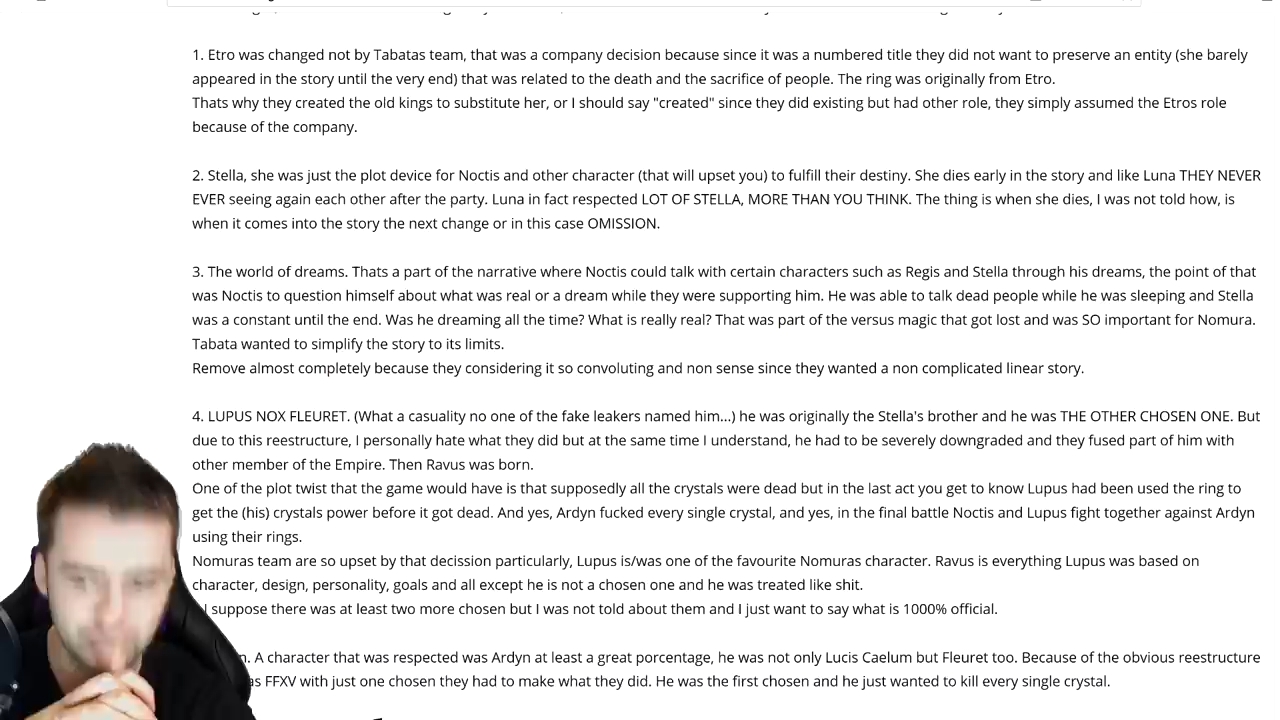 1. Etro was changed not by Tabatas team, that was a company decision because since it was a numbered title they did not want to preserve an entity (she barely
appeared in the story until the very end) that was related to the death and the sacrifice of people. The ring was originally from Etro.
Thats why they created the old kings to substitute her, or I should say "created" since they did existing but had other role, they simply assumed the Etros role
because of the company.
2. Stella, she was just the plot device for Noctis and other character (that will upset you) to fulfill their destiny. She dies early in the story and like Luna THEY NEVER
EVER seeing again each other after the party. Luna in fact respected LOT OF STELLA, MORE THAN YOU THINK. The thing is when she dies, I was not told how, is
when it comes into the story the next change or in this case OMISSION.
3. The world of dreams. Thats a part of the narrative where Noctis could talk with certain characters such as Regis and Stella through his dreams, the point of that
was Noctis to question himself about what was real or a dream while they were supporting him. He was able to talk dead people while he was sleeping and Stella
was a constant until the end. Was he dreaming all the time? What is really real? That was part of the versus magic that got lost and was SO important for Nomura.
Tabata wanted to simplify the story to its limits.
Remove almost completely because they considering it so convoluting and non sense since they wanted a non complicated linear story.
4. LUPUS NOX FLEURET. (What a casuality no one of the fake leakers named him...) he was originally the Stella's brother and he was THE OTHER CHOSEN ONE. But
due to this reestructure, I personally hate what they did but at the same time I understand, he had to be severely downgraded and they fused part of him with
other member of the Empire. Then Ravus was born.
One of the plot twist that the game would have is that supposedly all the crystals were dead but in the last act you get to know Lupus had been used the ring to
get the (his) crystals power before it got dead. And yes, Ardyn fucked every single crystal, and yes, in the final battle Noctis and Lupus fight together against Ardyn
using their rings.
Nomuras team are so upset by that decission particularly, Lupus is/was one of the favourite Nomuras character. Ravus is everything Lupus was based on
character, design, personality, goals and all except he is not a chosen one and he was treated like shit.
I suppose there was at least two more chosen but I was not told about them and I just want to say what is 1000% official.
A character that was respected was Ardyn at least a great porcentage, he was not only Lucis Caelum but Fleuret too. Because of the obvious reestructure
FFXV with just one chosen they had to make what they did. He was the first chosen and he just wanted to kill every single crystal.